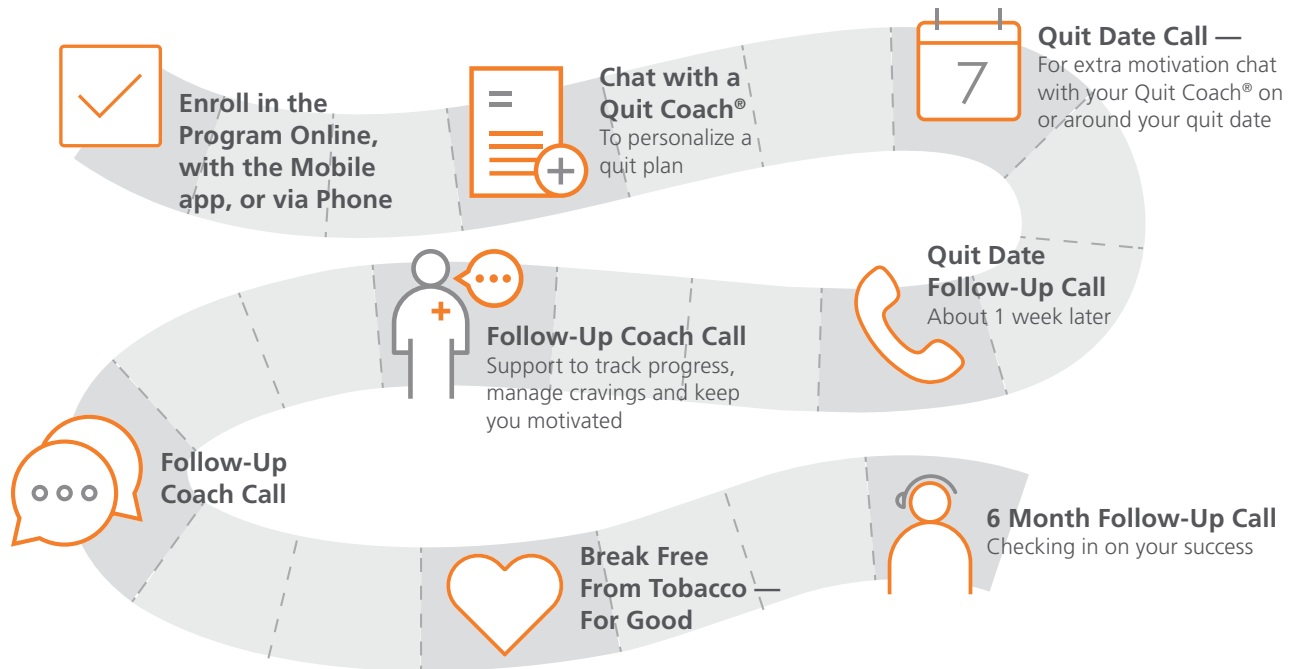 Enroll in the
Program Online,
with the Mobile
app, or via Phone
Chat with a
Quit Coach®
To personalize a
quit plan
7
Quit Date Call —
For extra motivation chat
with your Quit Coach® on
or around your quit date
Quit Date
Follow-Up Call
About 1 week later
Follow-Up Coach Call
Support to track progress,
manage cravings and keep
you motivated
Follow-Up
Coach Call
Break Free
From Tobacco —
For Good
6 Month Follow-Up Call
Checking in on your success